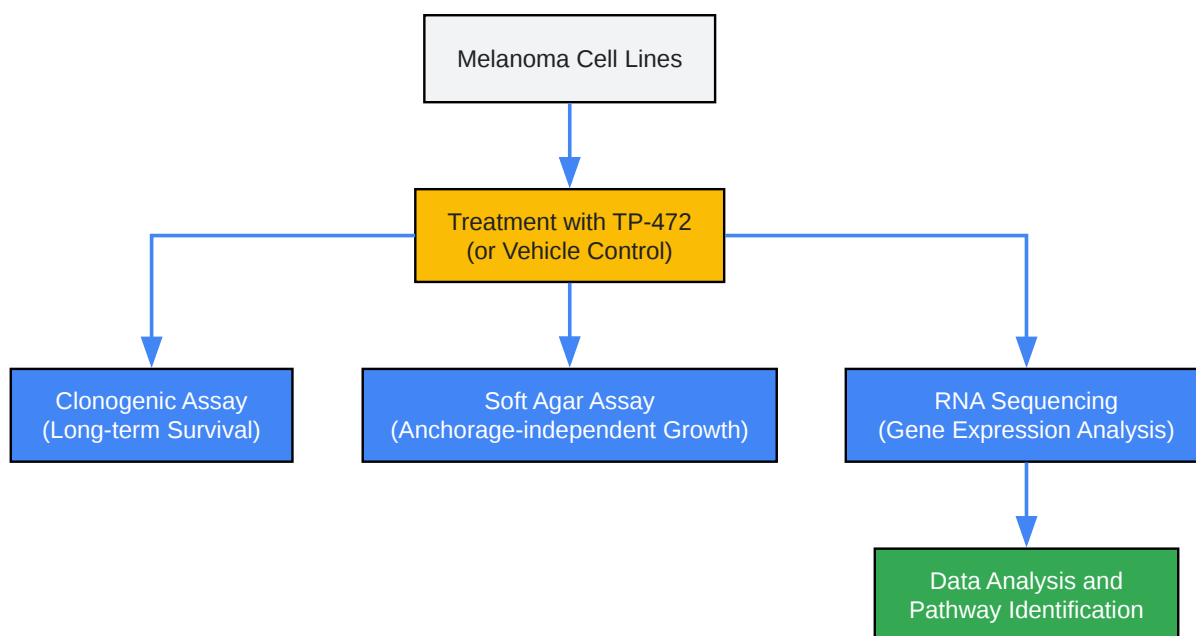 Melanoma Cell Lines
Treatment with TP-472
(or Vehicle Control)
Clonogenic Assay
(Long-term Survival)
Soft Agar Assay
(Anchorage-independent Growth)
RNA Sequencing
(Gene Expression Analysis)
Data Analysis and
Pathway Identification